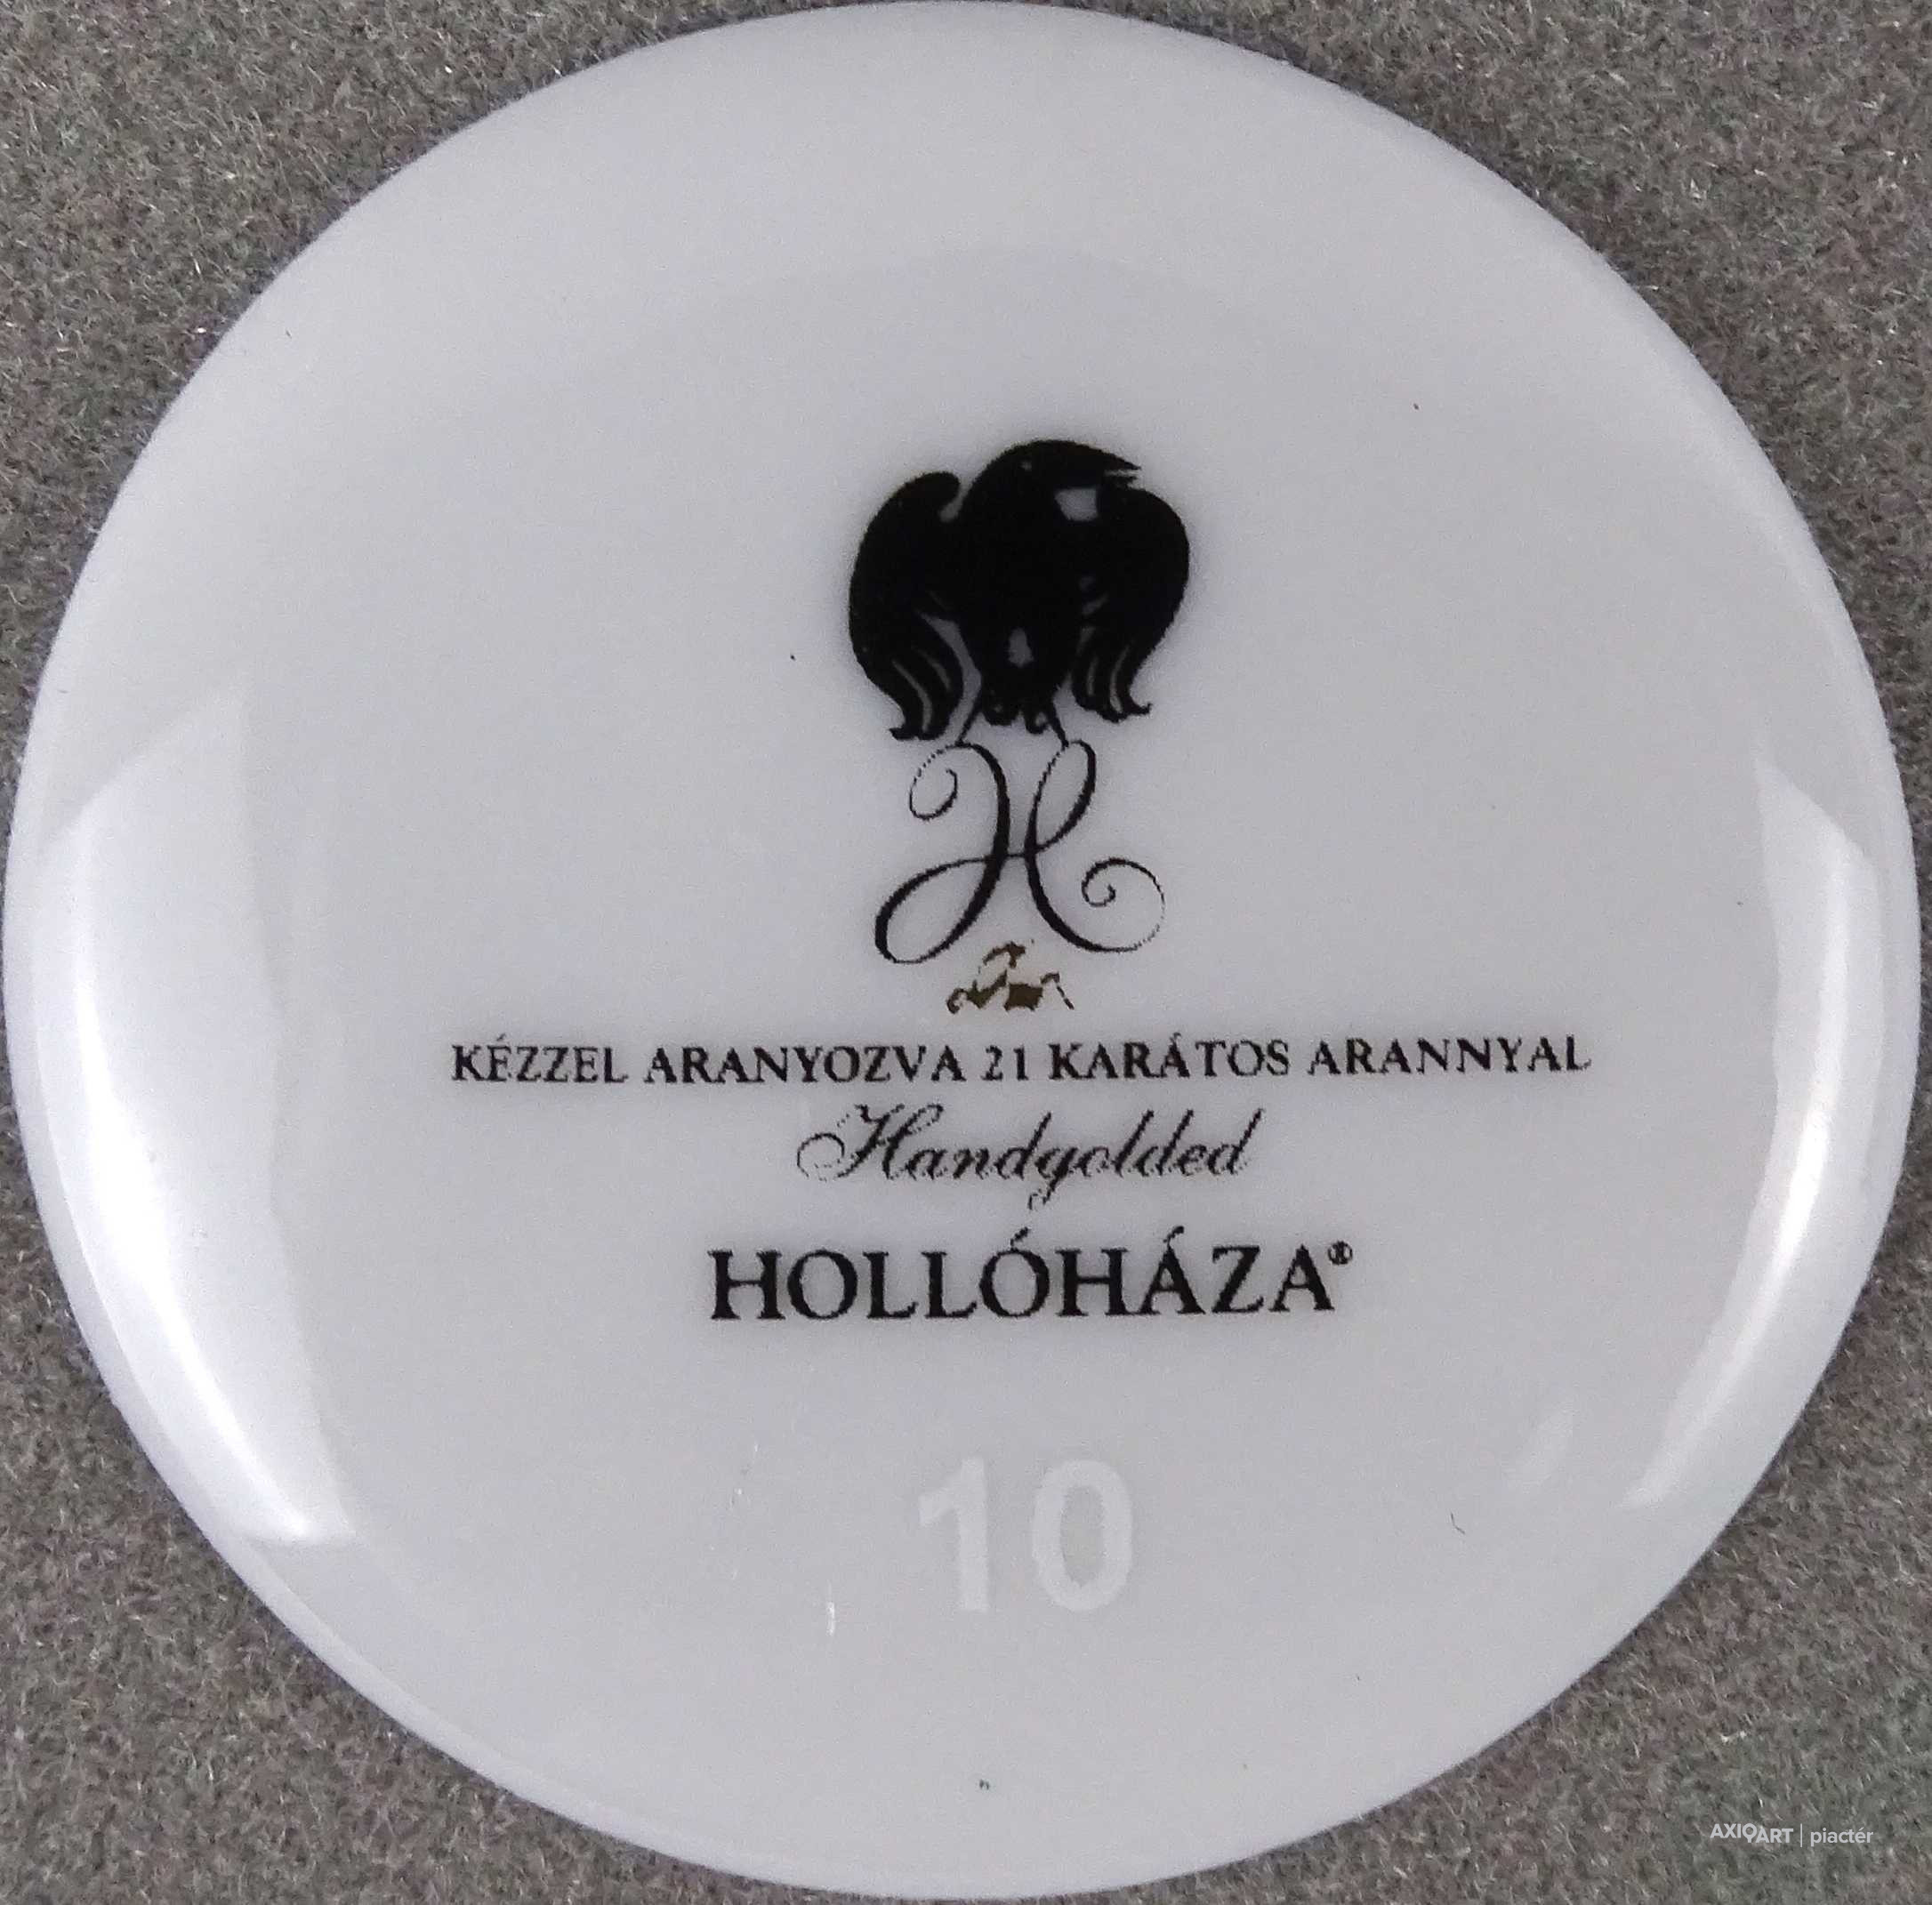 H
KÉZZEL ARANYOZVA 21 KARÁTOS ARANNYAL
Handgolded
HOLLÓHÁZA®
10
AXIOART | piactér